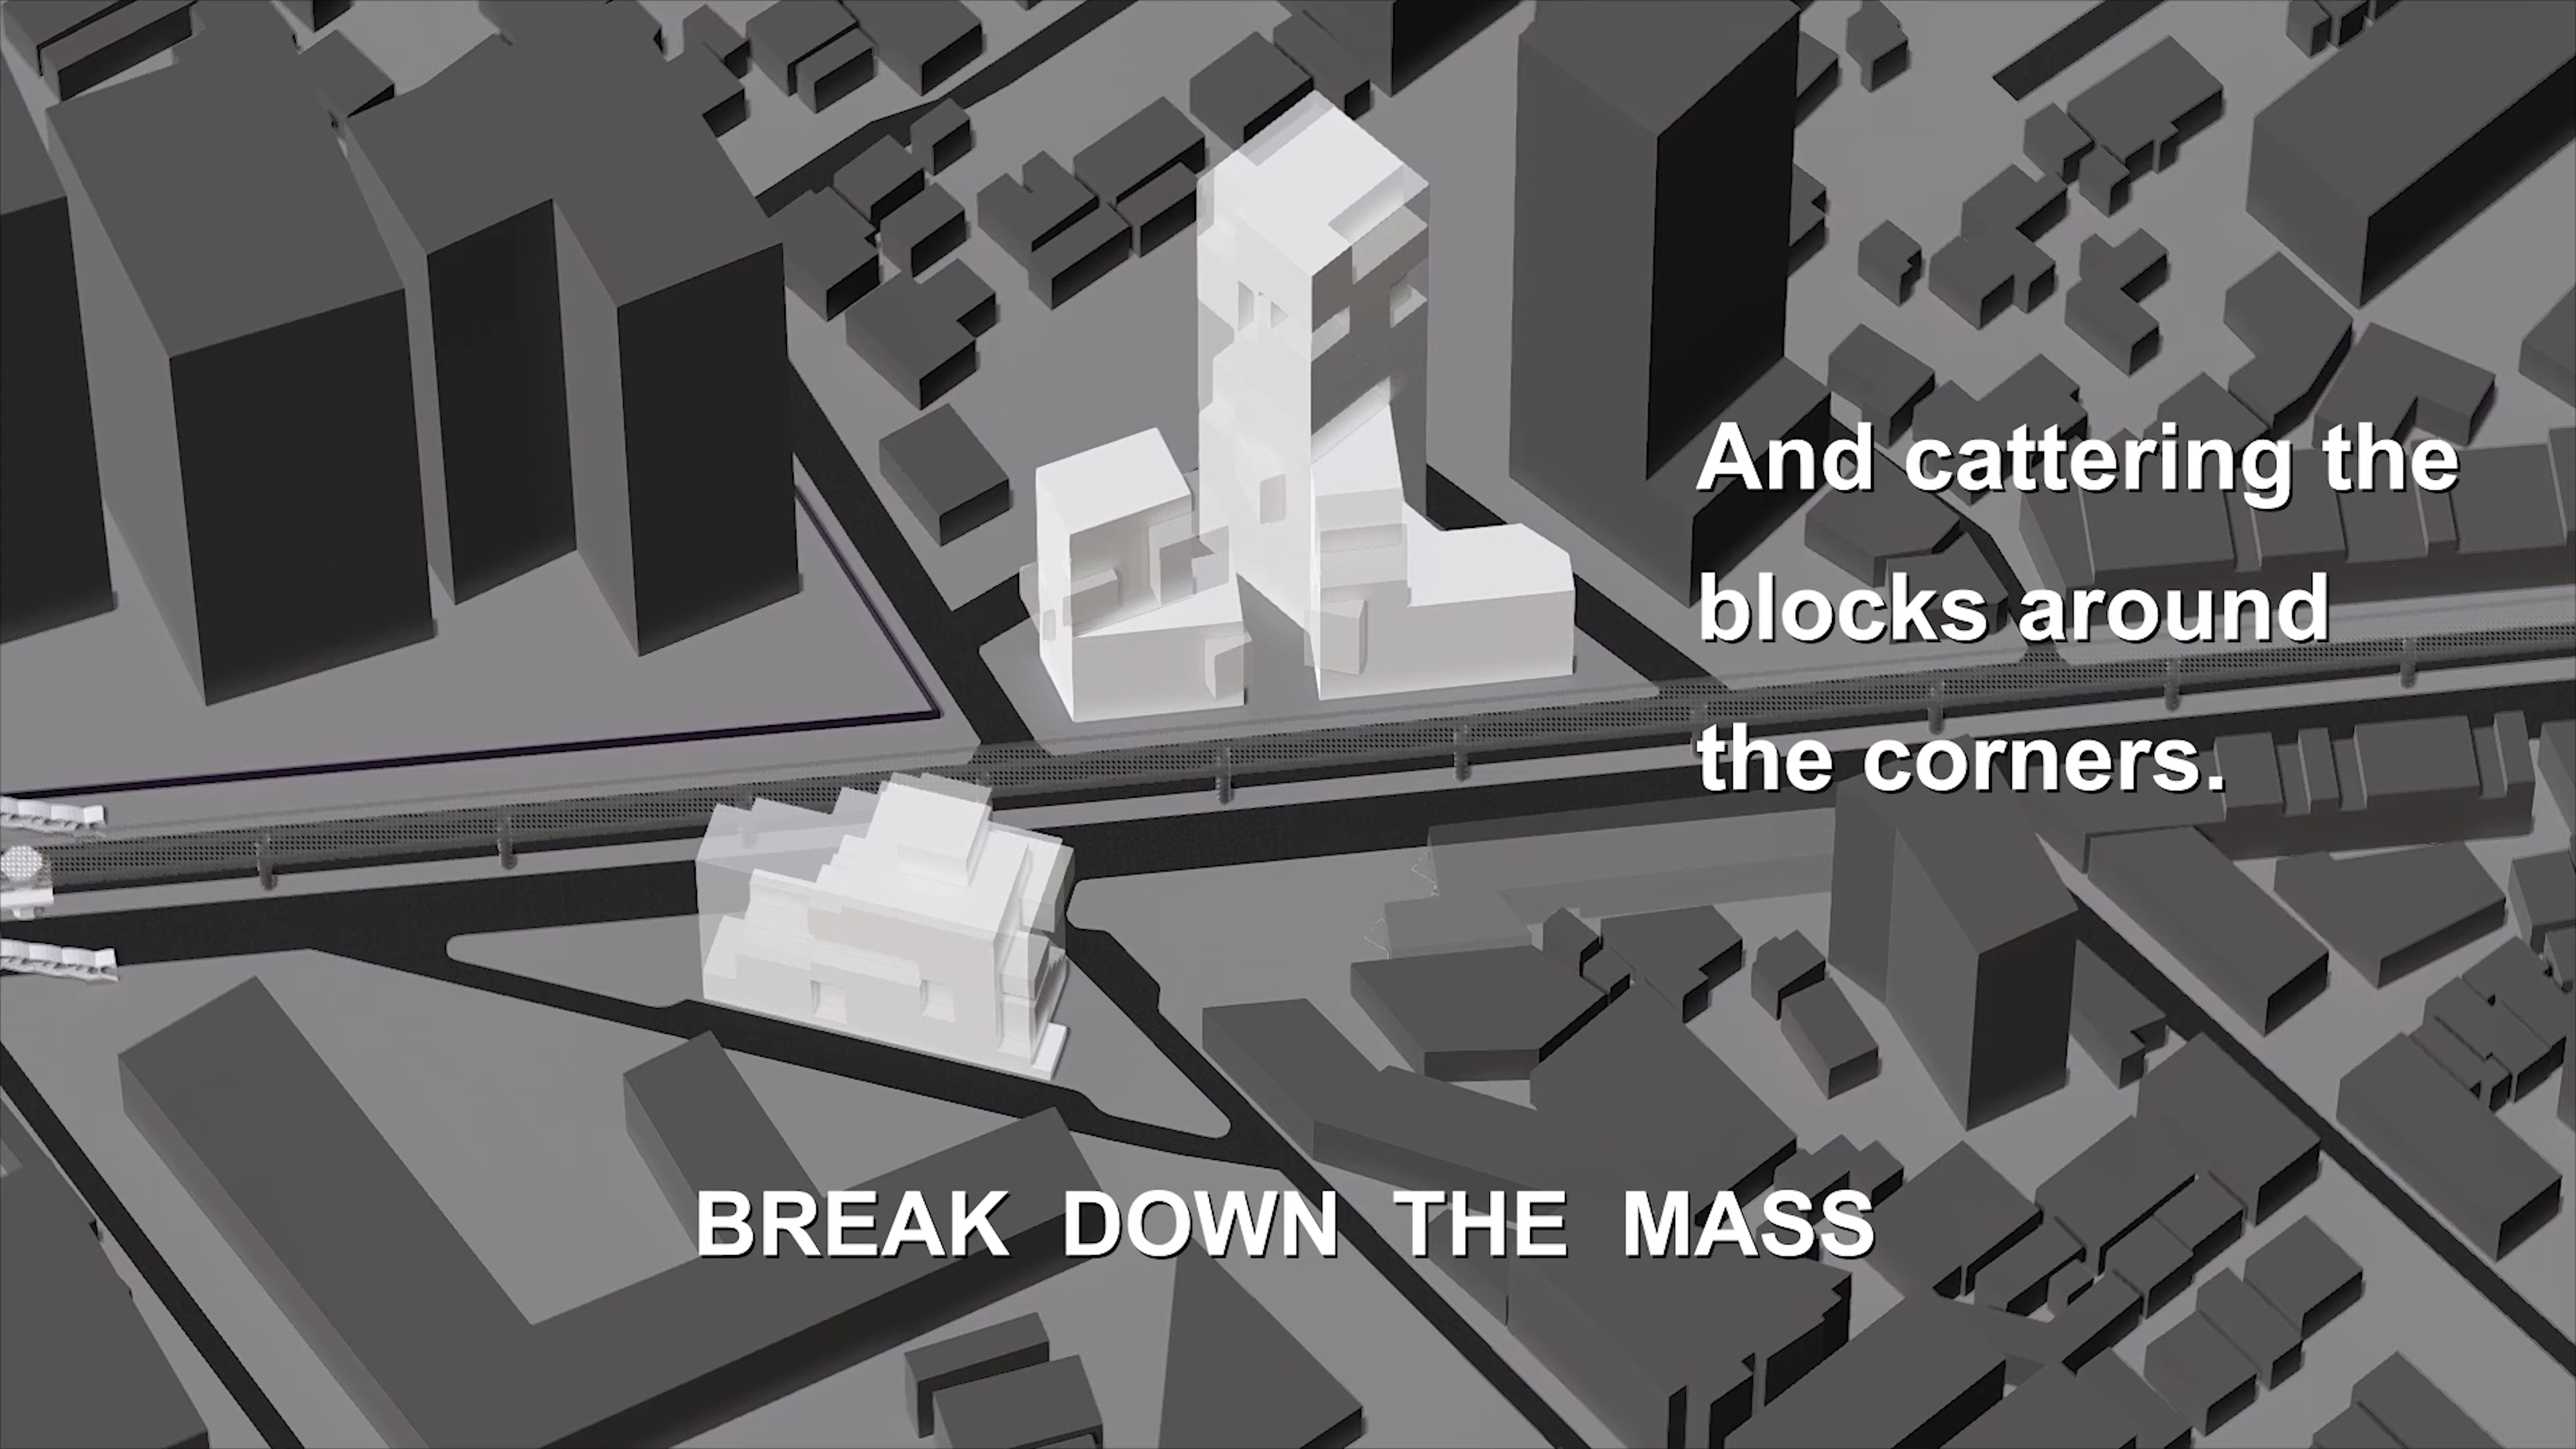 And cattering the
blocks around
the corners.
BREAK DOWN THE MASS